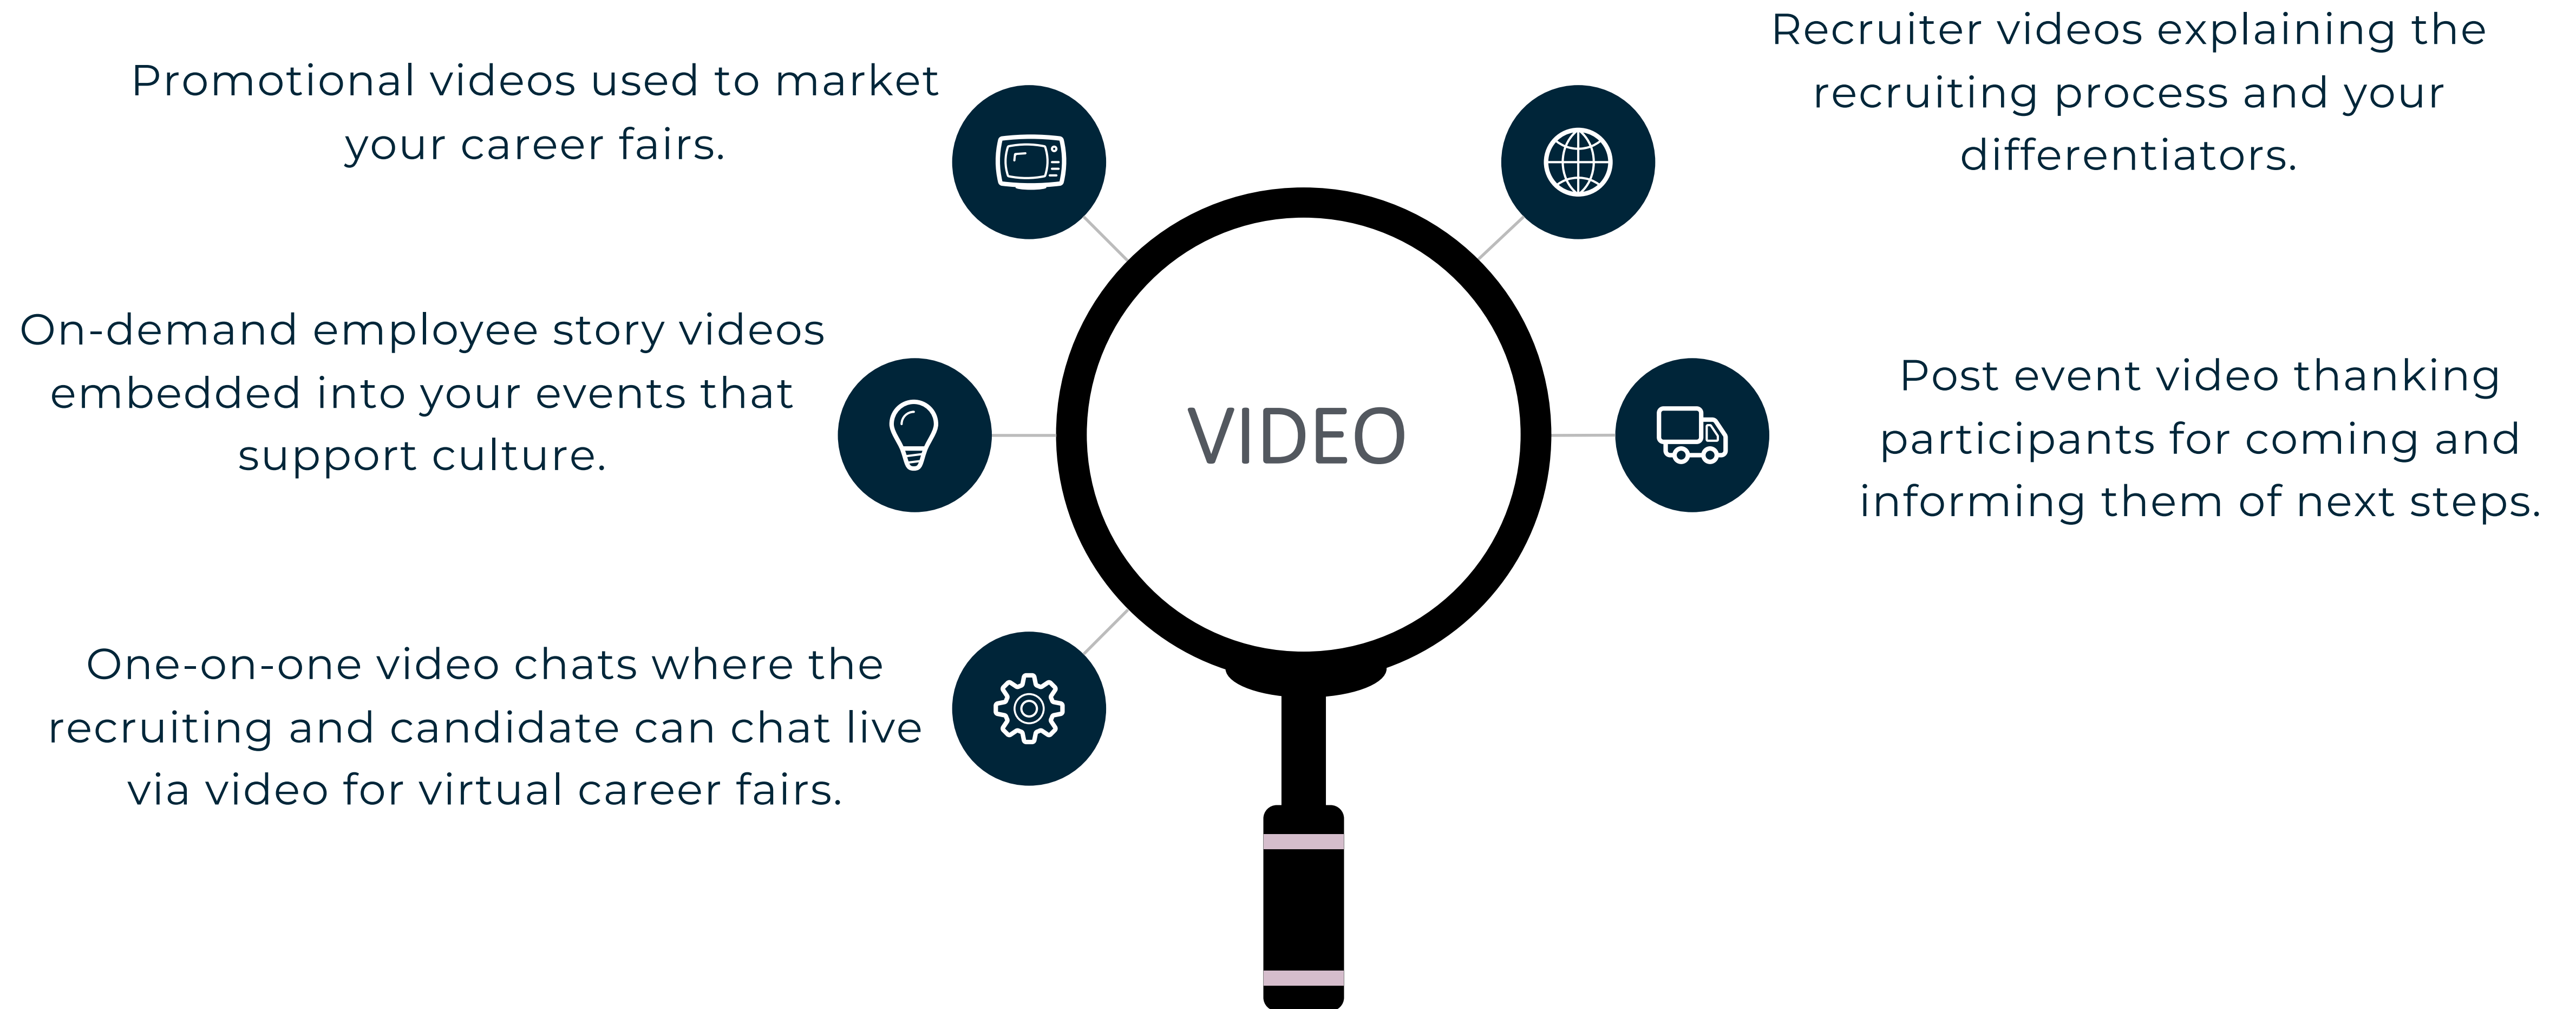 Promotional videos used to market
your career fairs.
On-demand employee story videos
embedded into your events that
support culture.
One-on-one video chats where the
recruiting and candidate can chat live
via video for virtual career fairs.
VIDEO
Recruiter videos explaining the
recruiting process and your
differentiators.
Post event video thanking
participants for coming and
informing them of next steps.